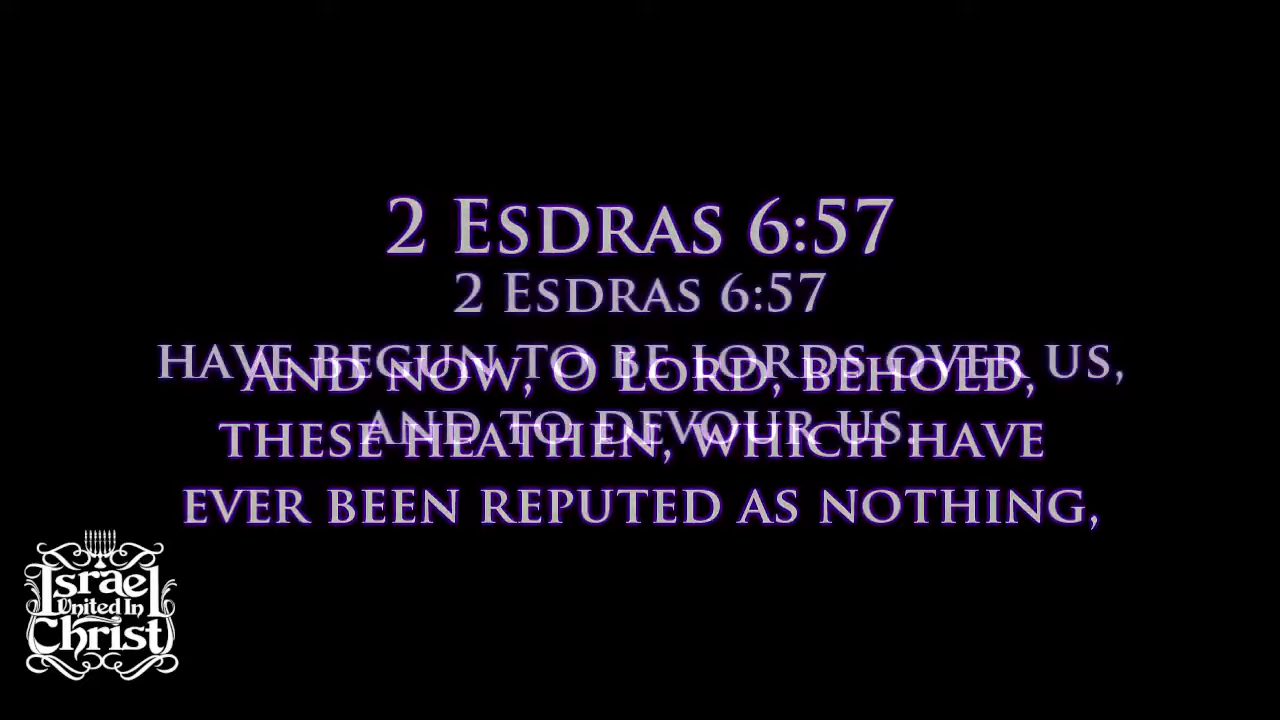 2 Esdras 6:57
2 Esdras 6:57
have begun to be lords over us,
And now, O Lord, behold,
and to devour us.
these heathen, which have
ever been reputed as nothing,
Israel
United In
Christ